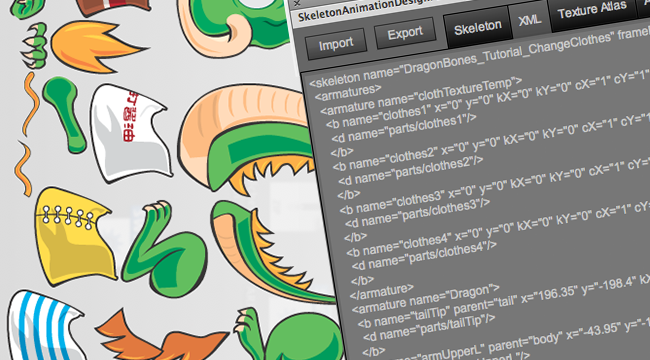 酱油
SkeletonAnimationDesign
Import
Export
Skeleton
XML
Texture Atlas
<skeleton name="DragonBones_Tutorial_ChangeClothes" frame
<armatures>
<armature name="clothTextureTemp">
<b name="clothes1" x="0" y="0" kX="0" kY="0" cX="1" cY="1"
<d name="parts/clothes1"/>
</b>
<b name="clothes2" x="0" y="0" kX="0" kY="0" cX="1" cY="1
<d name="parts/clothes2"/>
</b>
<b name="clothes3" x="0" y="0" kX="0" kY="0" cX="1" cY="
<d name="parts/clothes3"/>
</b>
<b name="clothes4" x="0" y="0" kX="0" kY="0" cX="1" cY
<d name="parts/clothes4"/>
</b>
</armature>
<armature name="Dragon">
<b name="tailTip" parent="tail" x="196.35" y="-198.4" kX
<d name="parts/tailTip"/>
</b>
"armUpperL" parent="body" x="-43.95" y="-1